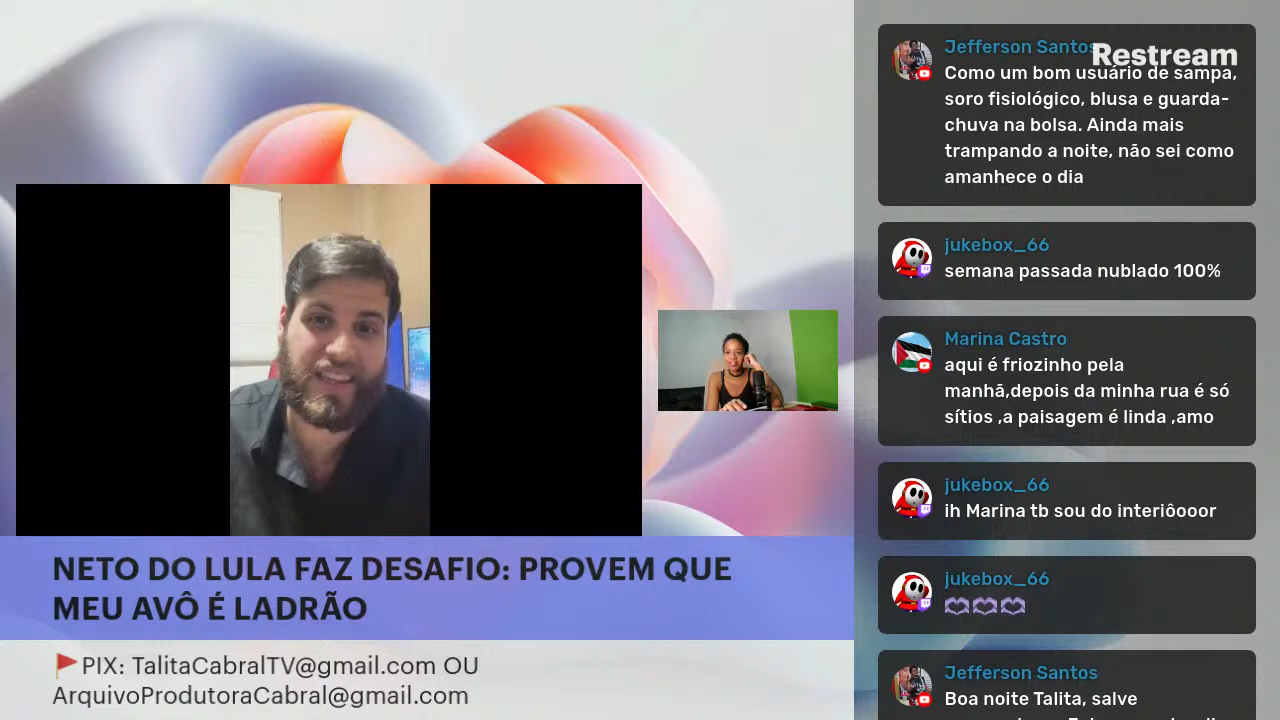 NETO DO LULA FAZ DESAFIO: PROVEM QUE
MEU AVÔ É LADRÃO
🚩PIX: TalitaCabralTV@gmail.com OU
ArquivoProdutoraCabral@gmail.com
Restream
Jefferson Santos
Como um bom usuário de sampa,
soro fisiológico, blusa e guarda-
chuva na bolsa. Ainda mais
trampando a noite, não sei como
amanhece o dia
jukebox_66
semana passada nublado 100%
Marina Castro
aqui é friozinho pela
manhã,depois da minha rua é só
sítios ,a paisagem é linda ,amo
jukebox_66
ih Marina tb sou do interiôooor
jukebox_66
Jefferson Santos
Boa noite Talita, salve